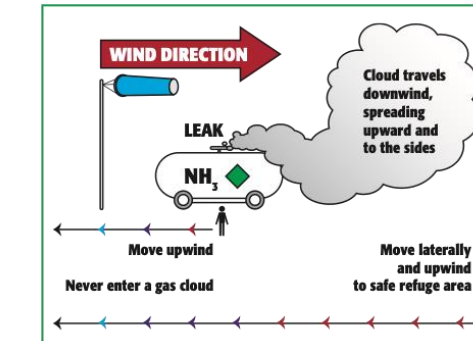 WIND DIRECTION
Cloud travels
downwind,
spreading
upward and
to the sides
LEAK
NH3
Move upwind
Never enter a gas cloud
Move laterally
and upwind
to safe refuge area